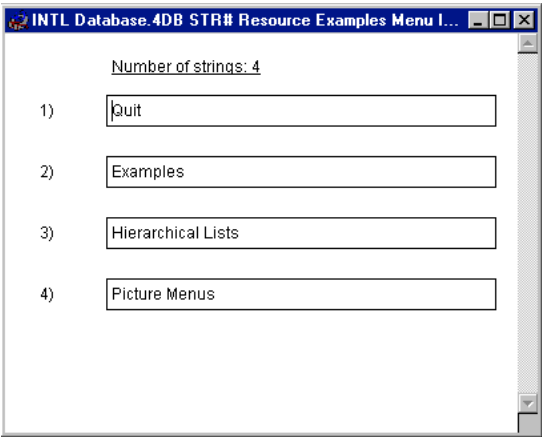 INTL Database.4DB STR# Resource Examples Menu I...
Number of strings: 4
1) Quit
2) Examples
3) Hierarchical Lists
4) Picture Menus